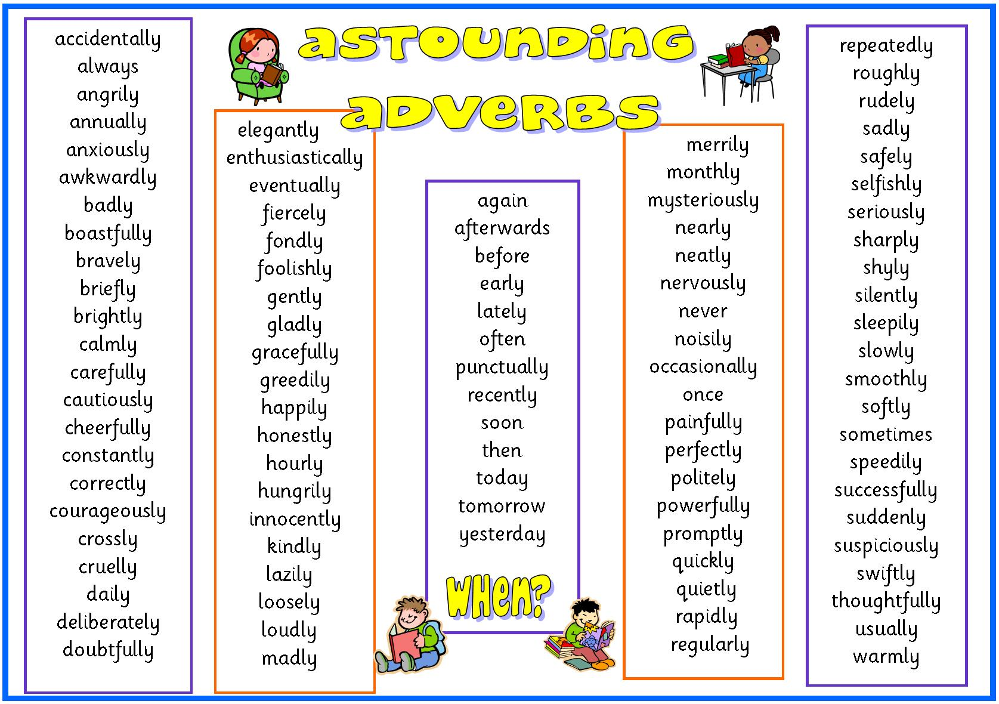 astounding
adverbs
accidentally
always
angrily
annually
anxiously
awkwardly
badly
boastfully
bravely
briefly
brightly
calmly
carefully
cautiously
cheerfully
constantly
correctly
courageously
crossly
cruelly
daily
deliberately
doubtfully
elegantly
enthusiastically
eventually
fiercely
fondly
foolishly
gently
gladly
gracefully
greedily
happily
honestly
hourly
hungrily
innocently
kindly
lazily
loosely
loudly
madly
again
afterwards
before
early
lately
often
punctually
recently
soon
then
today
tomorrow
yesterday
when?
merrily
monthly
mysteriously
nearly
neatly
nervously
never
noisily
occasionally
once
painfully
perfectly
politely
powerfully
promptly
quickly
quietly
rapidly
regularly
repeatedly
roughly
rudely
sadly
safely
selfishly
seriously
sharply
shyly
silently
sleepily
slowly
smoothly
softly
sometimes
speedily
successfully
suddenly
suspiciously
swiftly
thoughtfully
usually
warmly